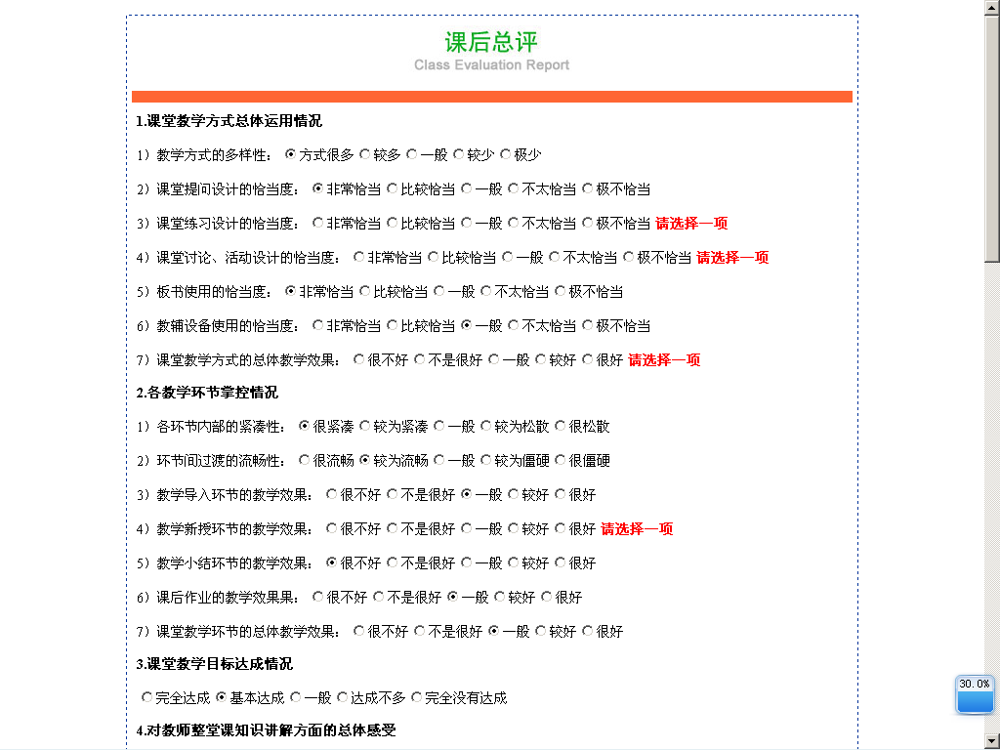 课后总评
Class Evaluation Report
1.课堂教学方式总体运用情况
1）教学方式的多样性： 方式很多 较多 一般 较少 极少
2）课堂提问设计的恰当度： 非常恰当 比较恰当 一般 不太恰当 极不恰当
3）课堂练习设计的恰当度： 非常恰当 比较恰当 一般 不太恰当 极不恰当 请选择一项
4）课堂讨论、活动设计的恰当度： 非常恰当 比较恰当 一般 不太恰当 极不恰当 请选择一项
5）板书使用的恰当度： 非常恰当 比较恰当 一般 不太恰当 极不恰当
6）教辅设备使用的恰当度： 非常恰当 比较恰当 一般 不太恰当 极不恰当
7）课堂教学方式的总体教学效果： 很不好 不是很好 一般 较好 很好 请选择一项
2.各教学环节掌控情况
1）各环节内部的紧凑性： 很紧凑 较为紧凑 一般 较为松散 很松散
2）环节间过渡的流畅性： 很流畅 较为流畅 一般 较为僵硬 很僵硬
3）教学导入环节的教学效果： 很不好 不是很好 一般 较好 很好
4）教学新授环节的教学效果： 很不好 不是很好 一般 较好 很好 请选择一项
5）教学小结环节的教学效果： 很不好 不是很好 一般 较好 很好
6）课后作业的教学效果果： 很不好 不是很好 一般 较好 很好
7）课堂教学环节的总体教学效果： 很不好 不是很好 一般 较好 很好
3.课堂教学目标达成情况
完全达成 基本达成 一般 达成不多 完全没有达成
30.0%
4.对教师整堂课知识讲解方面的总体感受